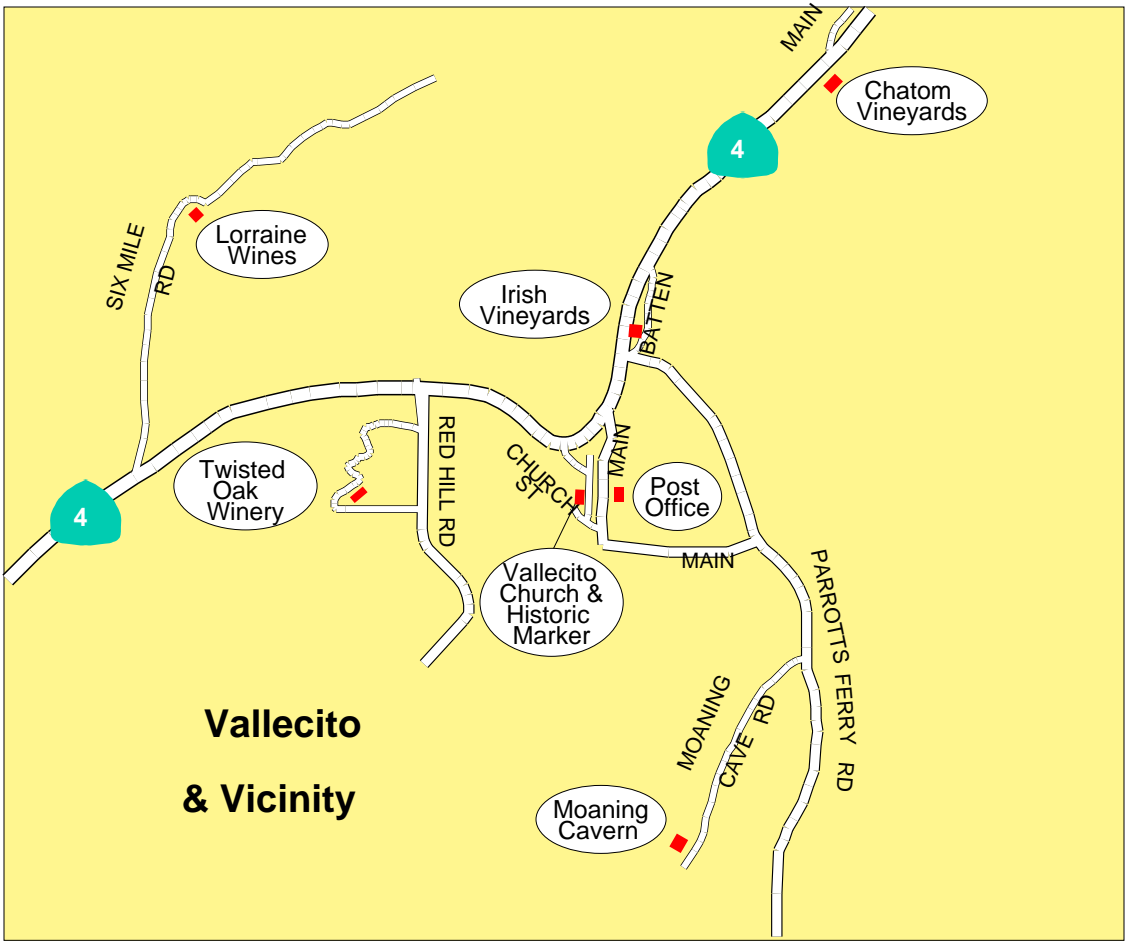 MAIN
Chatom
Vineyards
4
SIX MILE
RD
Lorraine
Wines
Irish
Vineyards
BATTEN
RED HILL RD
CHURCH
ST
MAIN
Twisted
Oak
Winery
Post
Office
4
MAIN
Vallecito
Church &
Historic
Marker
PARROTTS FERRY RD
MOANING
CAVE RD
Vallecito
& Vicinity
Moaning
Cavern